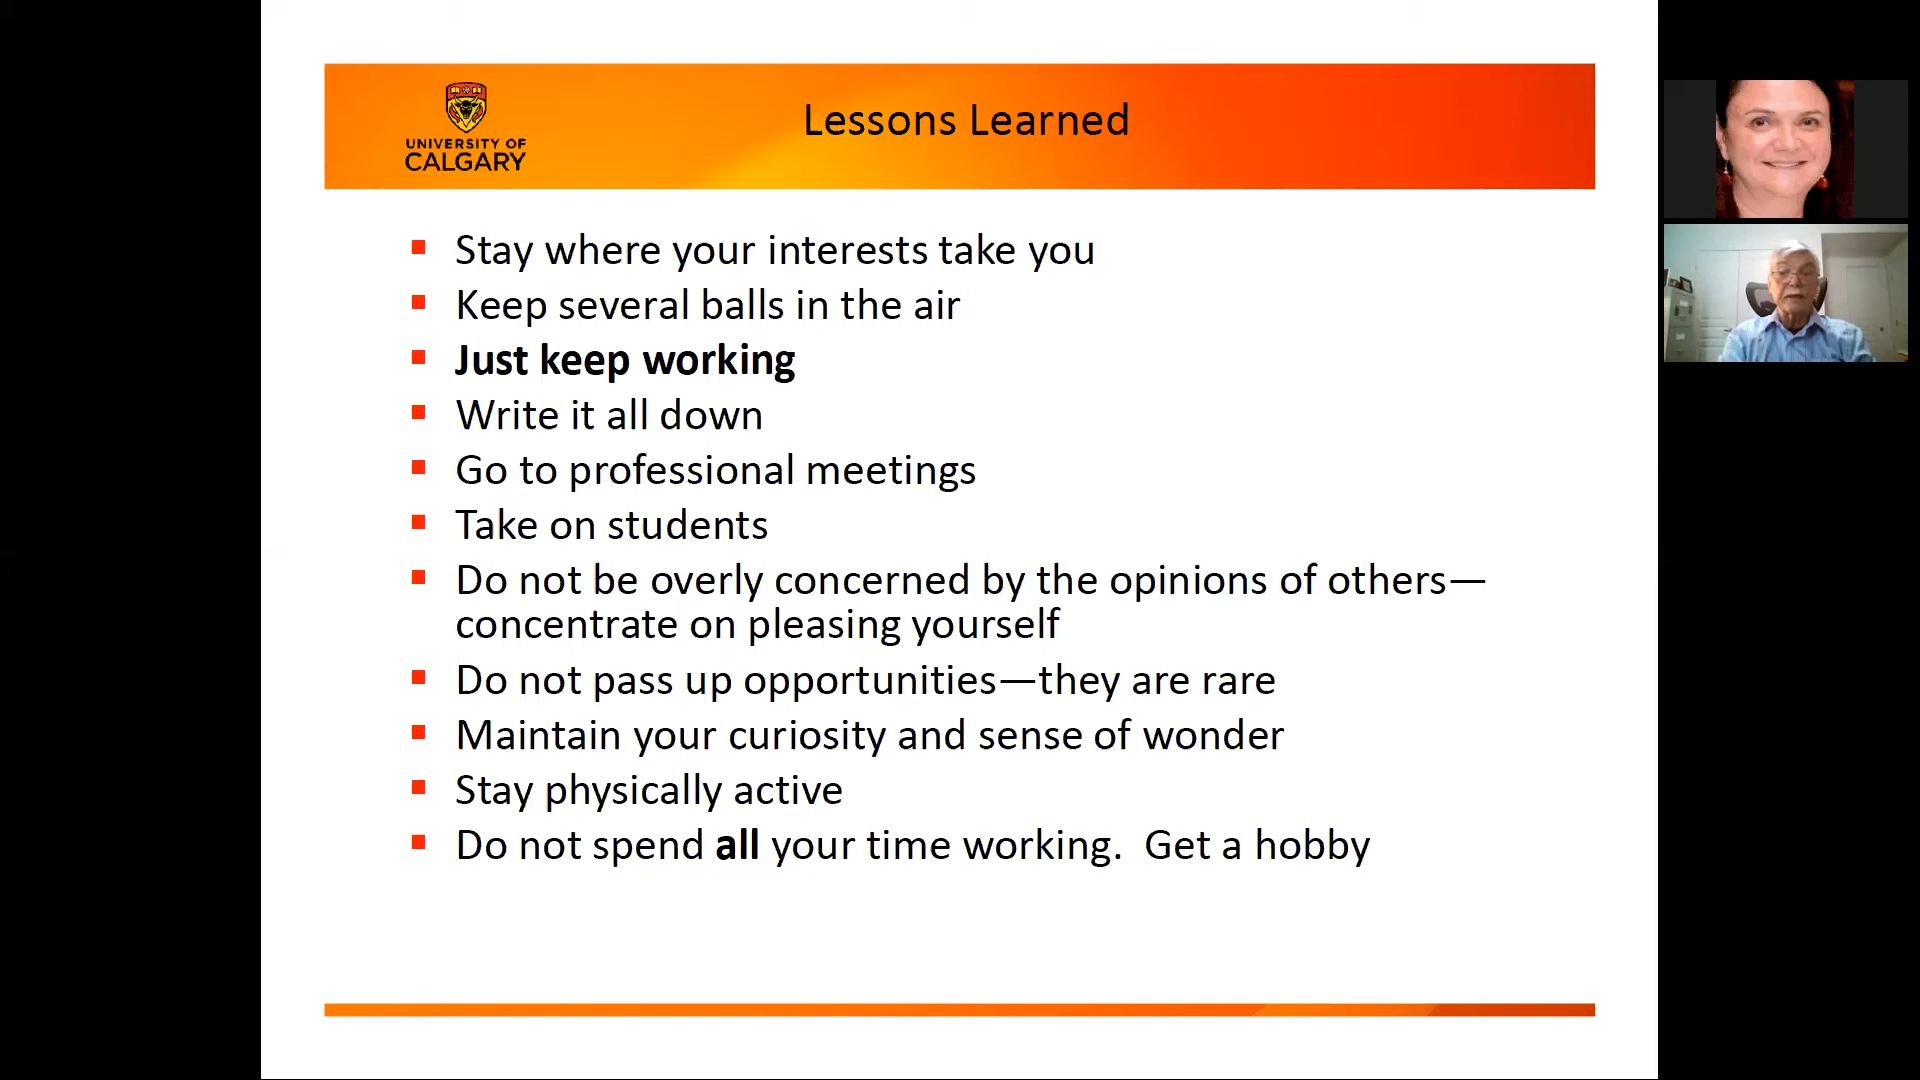 UNIVERSITY OF
CALGARY
Lessons Learned
Stay where your interests take you
Keep several balls in the air
Just keep working
Write it all down
Go to professional meetings
Take on students
Do not be overly concerned by the opinions of others—
concentrate on pleasing yourself
Do not pass up opportunities—they are rare
Maintain your curiosity and sense of wonder
Stay physically active
Do not spend all your time working.  Get a hobby